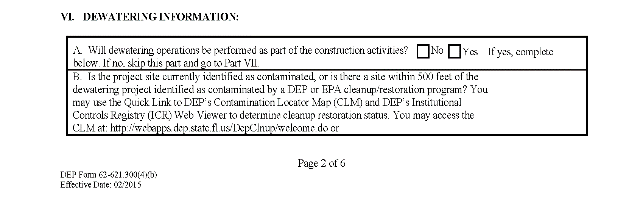 VI. DEWATERING INFORMATION:
A. Will dewatering operations be performed as part of the construction activities? No Yes If yes, complete
below. If no, skip this part and go to Part VII.
B. Is the project site currently identified as contaminated, or is there a site within 500 feet of the
dewatering project identified as contaminated by a DEP or EPA cleanup/restoration program? You
may use the Quick Link to DEP's Contamination Locator Map (CLM) and DEP's Institutional
Controls Registry (ICR) Web Viewer to determine cleanup restoration status. You may access the
CLM at: http://webapps.dep.state.fl.us/DepClnup/welcome.do or
Page 2 of 6
DEP Form 62-621.300(4)(b)
Effective Date: 02/2015